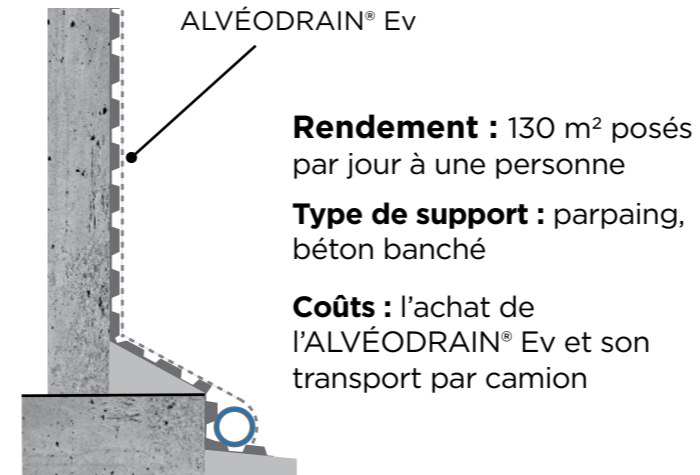 ALVÉODRAIN® Ev
Rendement : 130 m² posés
par jour à une personne
Type de support : parpaing,
béton banché
Coûts : l’achat de
l’ALVÉODRAIN® Ev et son
transport par camion